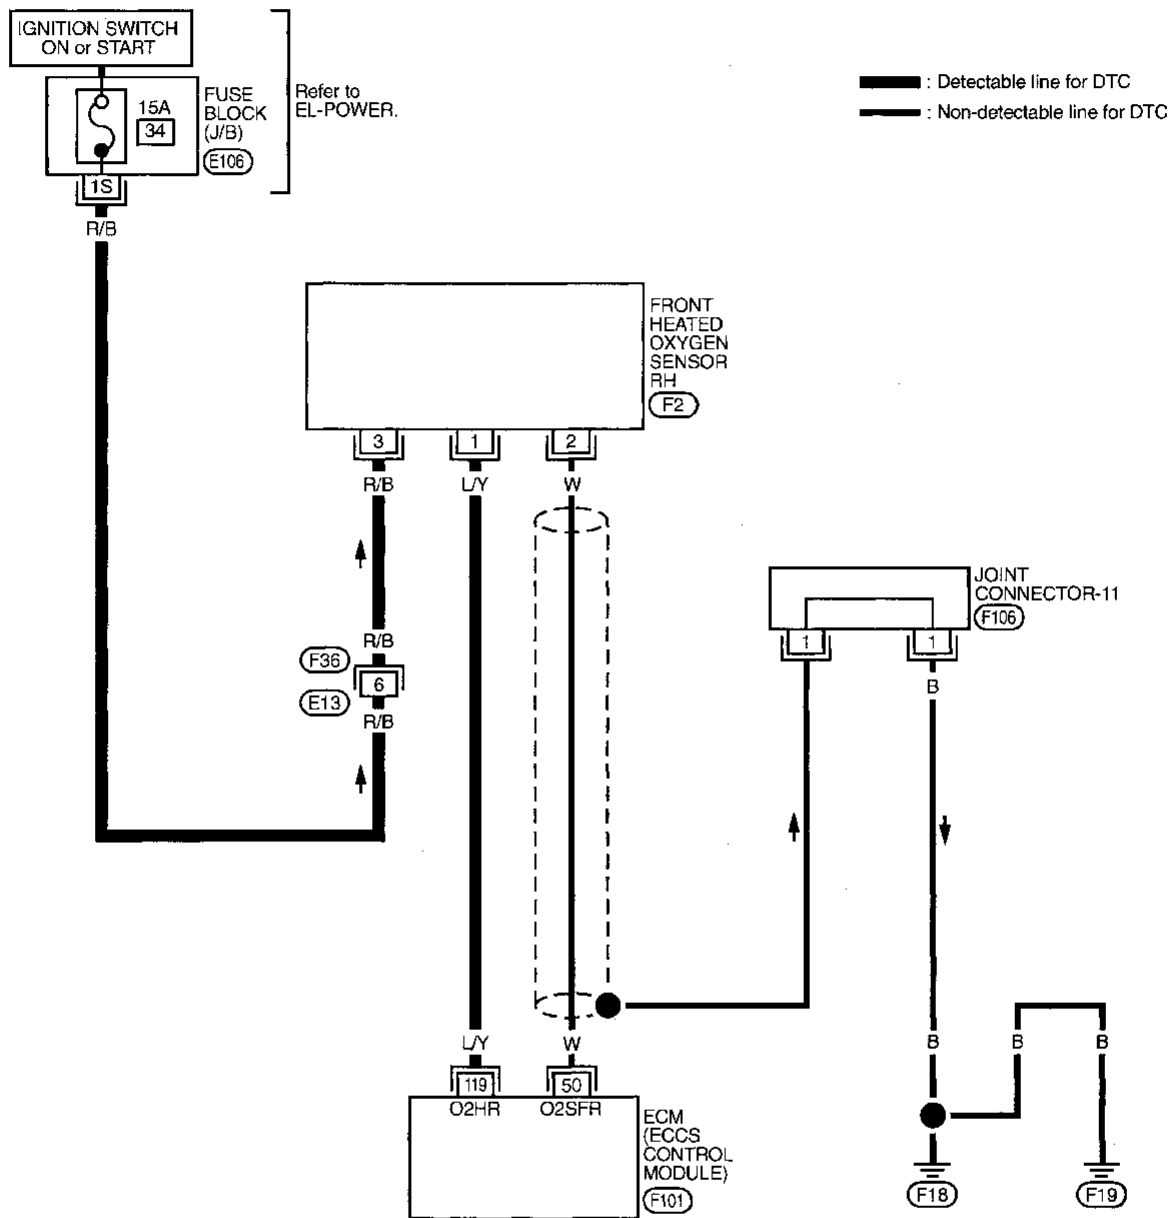 IGNITION SWITCH
ON or START
Refer to
EL-POWER.
15A
34
FUSE
BLOCK
(J/B)
E106
1S
R/B
: Detectable line for DTC
: Non-detectable line for DTC
FRONT
HEATED
OXYGEN
SENSOR
RH
F2
3 1 2
R/B L/Y W
R/B
F36
6
E13
R/B
JOINT
CONNECTOR-11
F106
1 1
B
L/Y W
B B B
119 50
O2HR O2SFR
ECM
(ECCS
CONTROL
MODULE)
F101
F18 F19